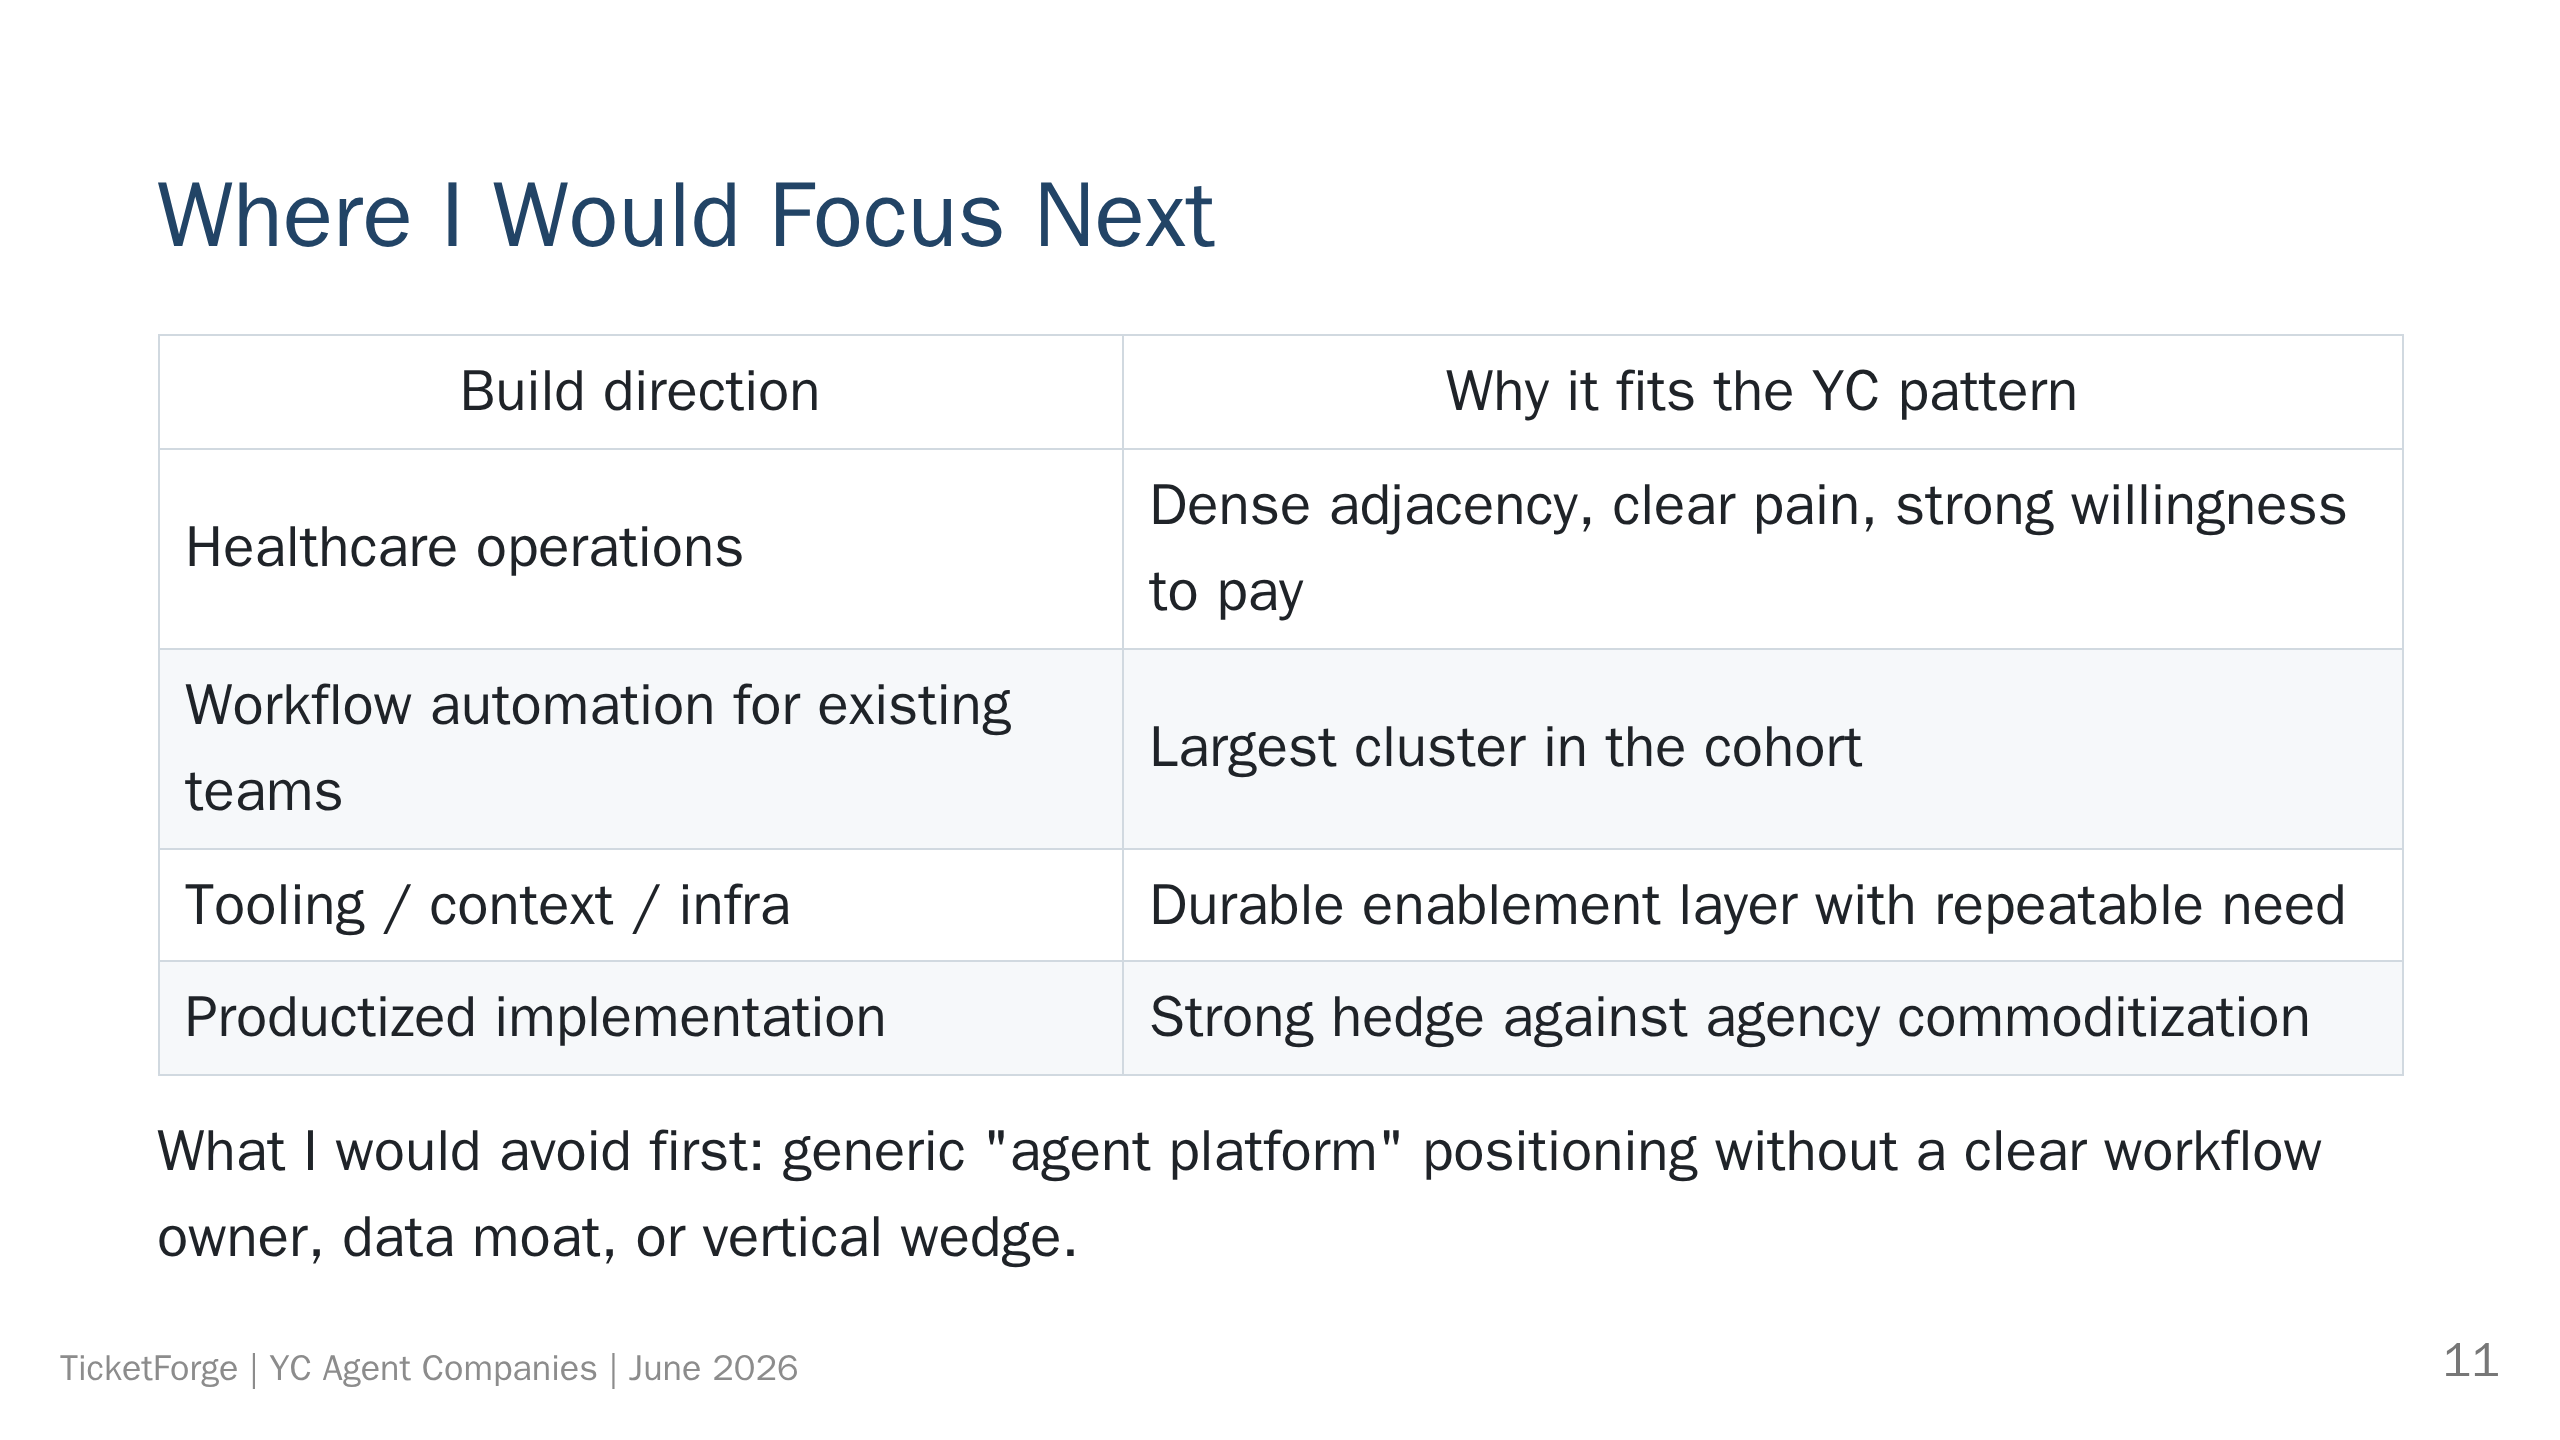 Where I Would Focus Next
Build direction
Why it fits the YC pattern
Healthcare operations
Dense adjacency, clear pain, strong willingness
to pay
Workflow automation for existing
teams
Largest cluster in the cohort
Tooling / context / infra
Durable enablement layer with repeatable need
Productized implementation
Strong hedge against agency commoditization
What I would avoid first: generic "agent platform" positioning without a clear workflow
owner, data moat, or vertical wedge.
TicketForge | YC Agent Companies | June 2026
11